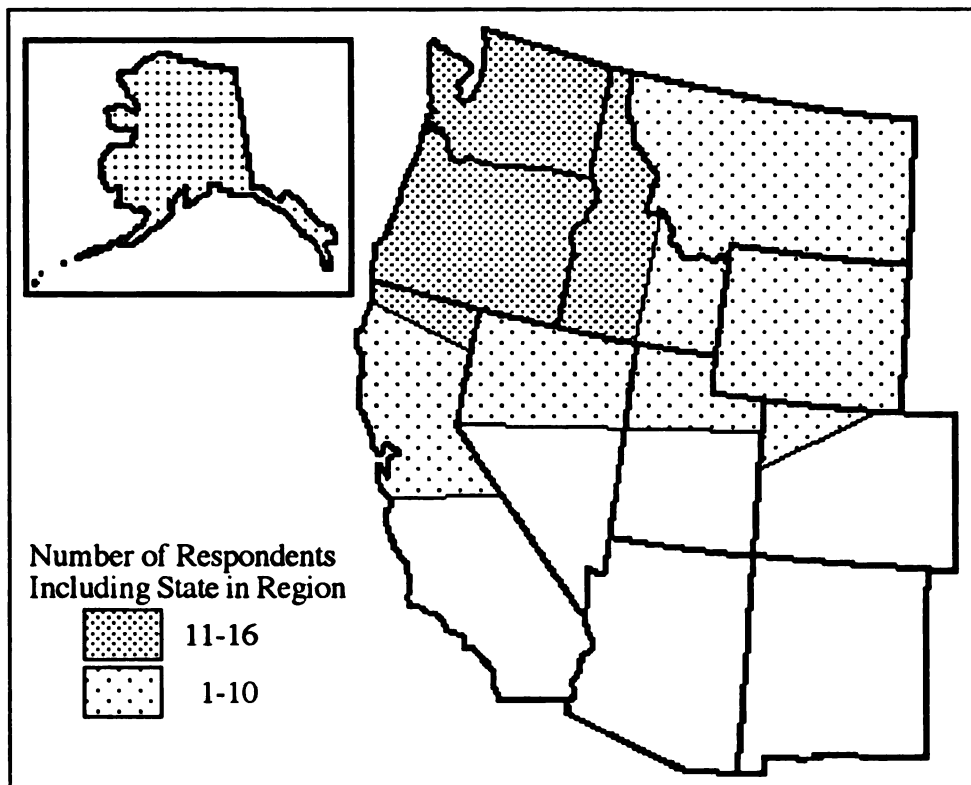 Number of Respondents
Including State in Region
11-16
1-10